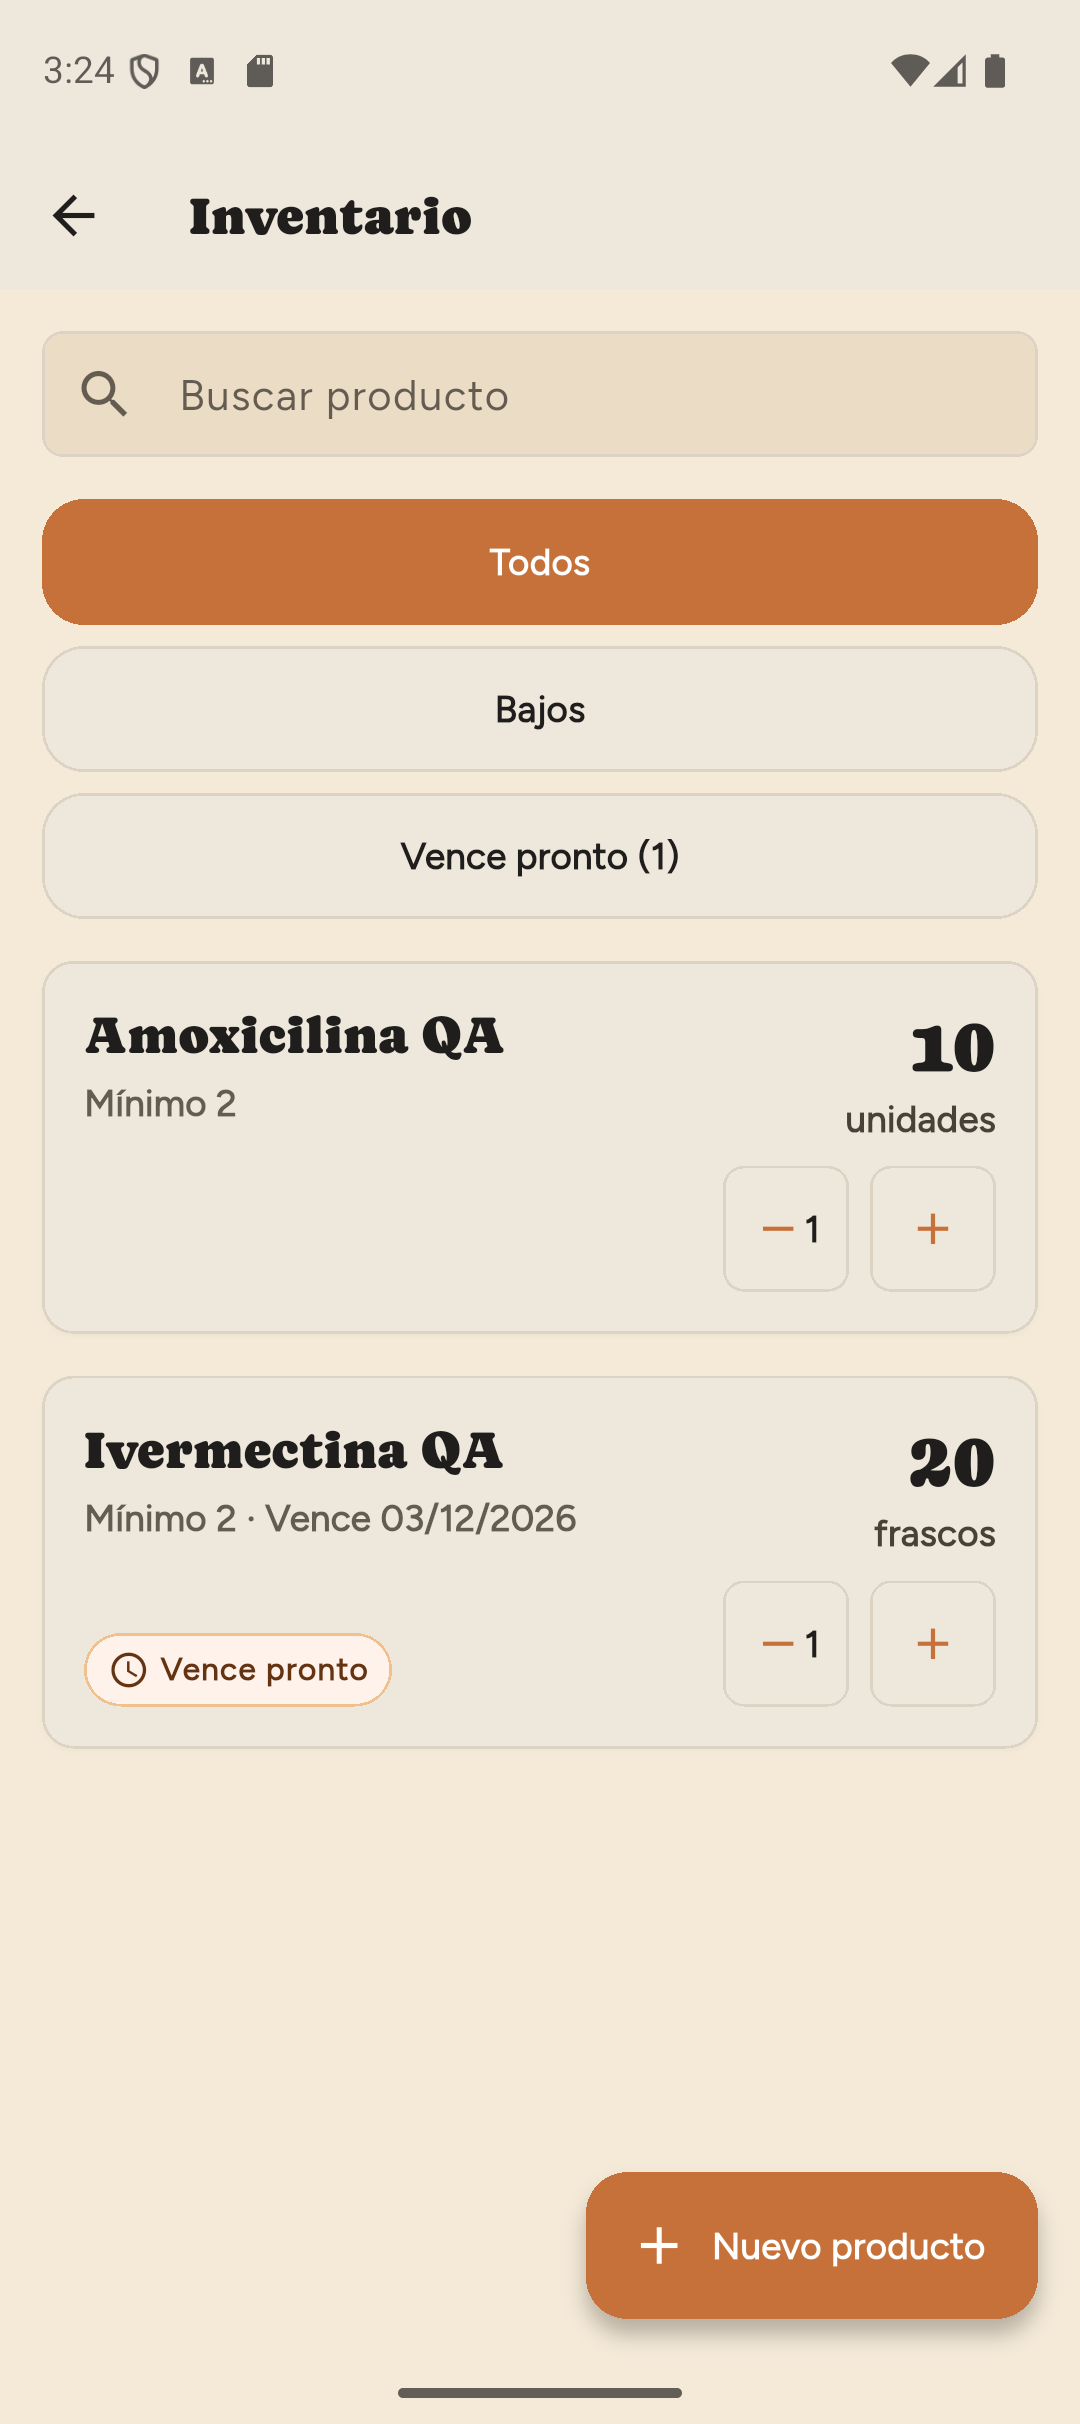 3:24
Inventario
Buscar producto
Todos
Bajos
Vence pronto (1)
Amoxicilina QA
10
Mínimo 2
unidades
− 1
+
Ivermectina QA
20
Mínimo 2 · Vence 03/12/2026
frascos
− 1
+
Vence pronto
+ Nuevo producto